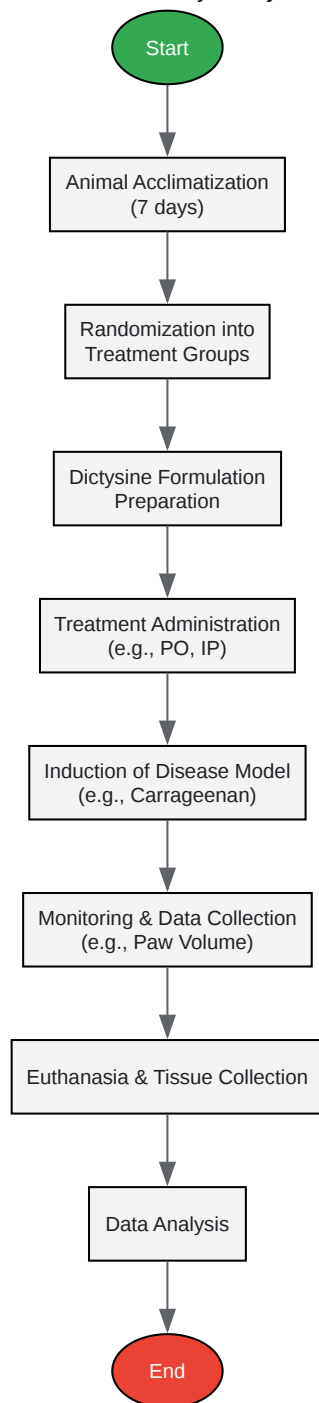 Start
Animal Acclimatization
(7 days)
Randomization into
Treatment Groups
Dictysine Formulation
Preparation
Treatment Administration
(e.g., PO, IP)
Induction of Disease Model
(e.g., Carrageenan)
Monitoring & Data Collection
(e.g., Paw Volume)
Euthanasia & Tissue Collection
Data Analysis
End